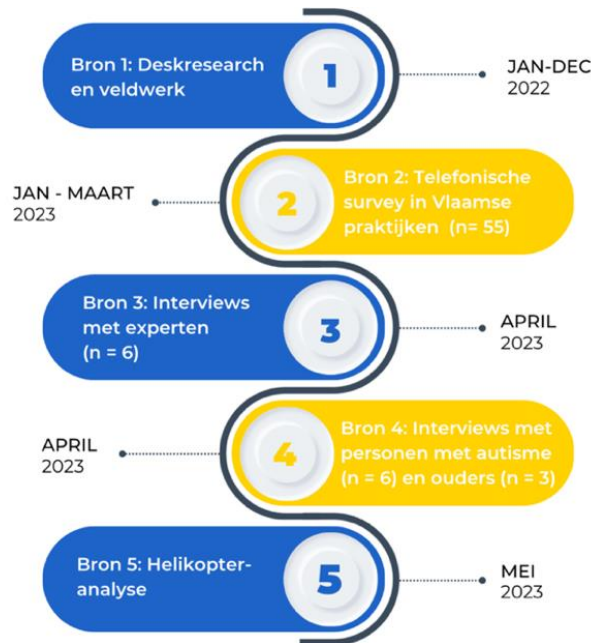 Bron 1: Deskresearch
en veldwerk
1
JAN-DEC
2022
JAN - MAART
2023
2
Bron 2: Telefonische
survey in Vlaamse
praktijken (n= 55)
Bron 3: Interviews
met experten
(n = 6)
3
APRIL
2023
APRIL
2023
4
Bron 4: Interviews met
personen met autisme
(n = 6) en ouders (n = 3)
Bron 5: Helikopter-
analyse
5
MEI
2023